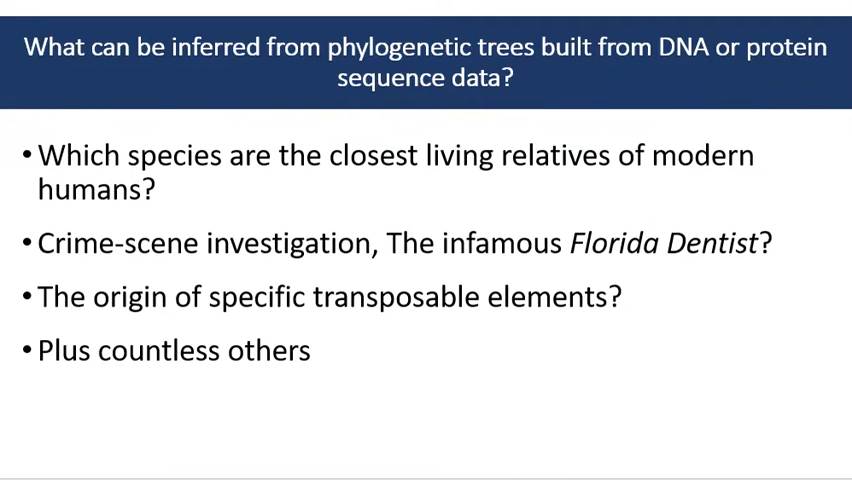 What can be inferred from phylogenetic trees built from DNA or protein
sequence data?
• Which species are the closest living relatives of modern
humans?
• Crime-scene investigation, The infamous Florida Dentist?
• The origin of specific transposable elements?
• Plus countless others